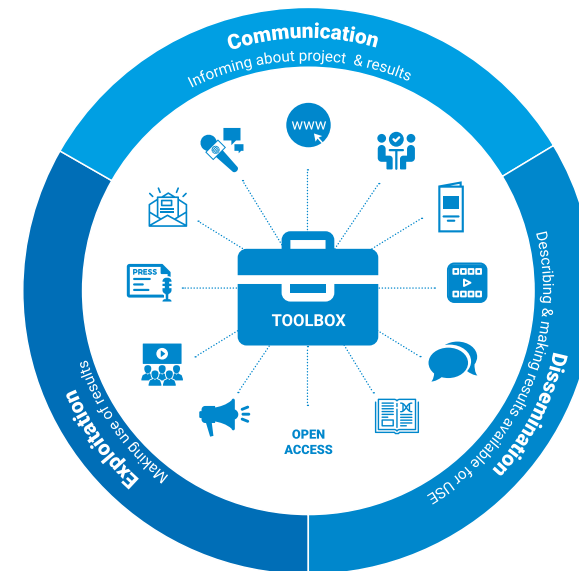 Communication
Informing about project & results
www
PRESS
TOOLBOX
OPEN
ACCESS
Dissemination
Describing & making results available for USE
Exploitation
Making use of results